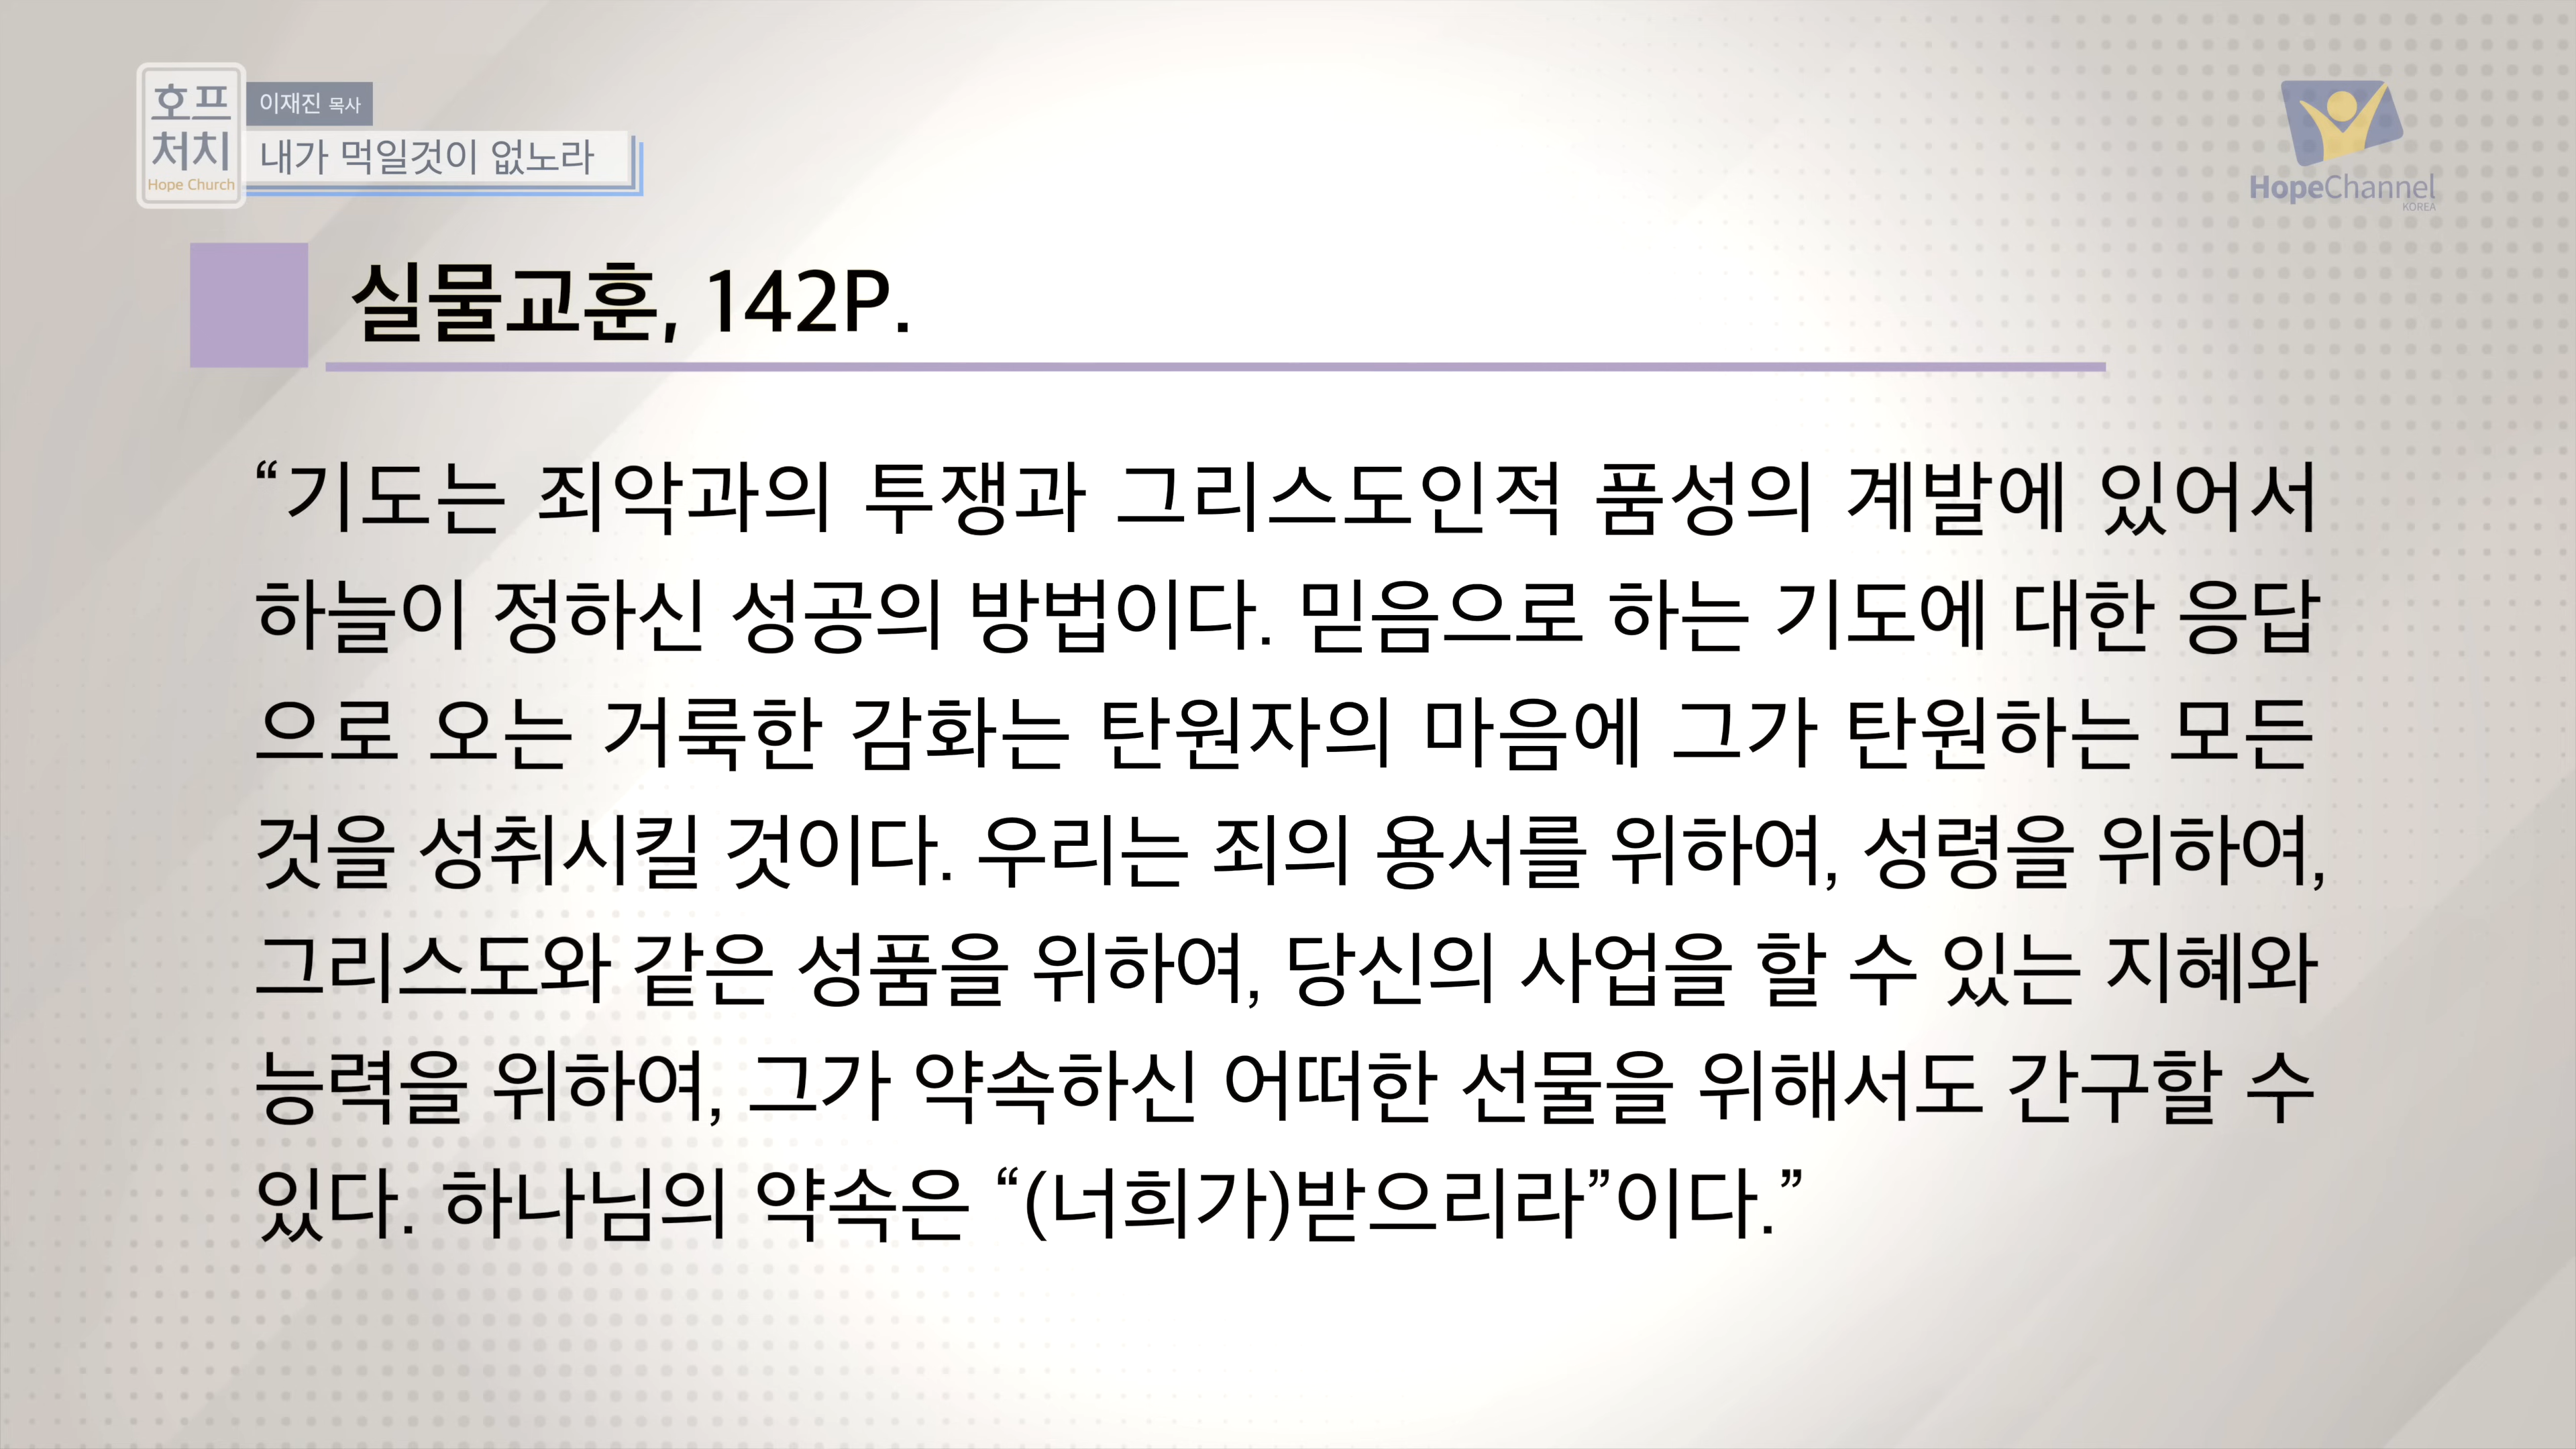 호프
처치
Hope Church
이재진 목사
내가 먹일것이 없노라
HopeChannel
KOREA
실물교훈, 142P.
“기도는 죄악과의 투쟁과 그리스도인적 품성의 계발에 있어서
하늘이 정하신 성공의 방법이다. 믿음으로 하는 기도에 대한 응답
으로 오는 거룩한 감화는 탄원자의 마음에 그가 탄원하는 모든
것을 성취시킬 것이다. 우리는 죄의 용서를 위하여, 성령을 위하여,
그리스도와 같은 성품을 위하여, 당신의 사업을 할 수 있는 지혜와
능력을 위하여, 그가 약속하신 어떠한 선물을 위해서도 간구할 수
있다. 하나님의 약속은 “(너희가)받으리라”이다.”